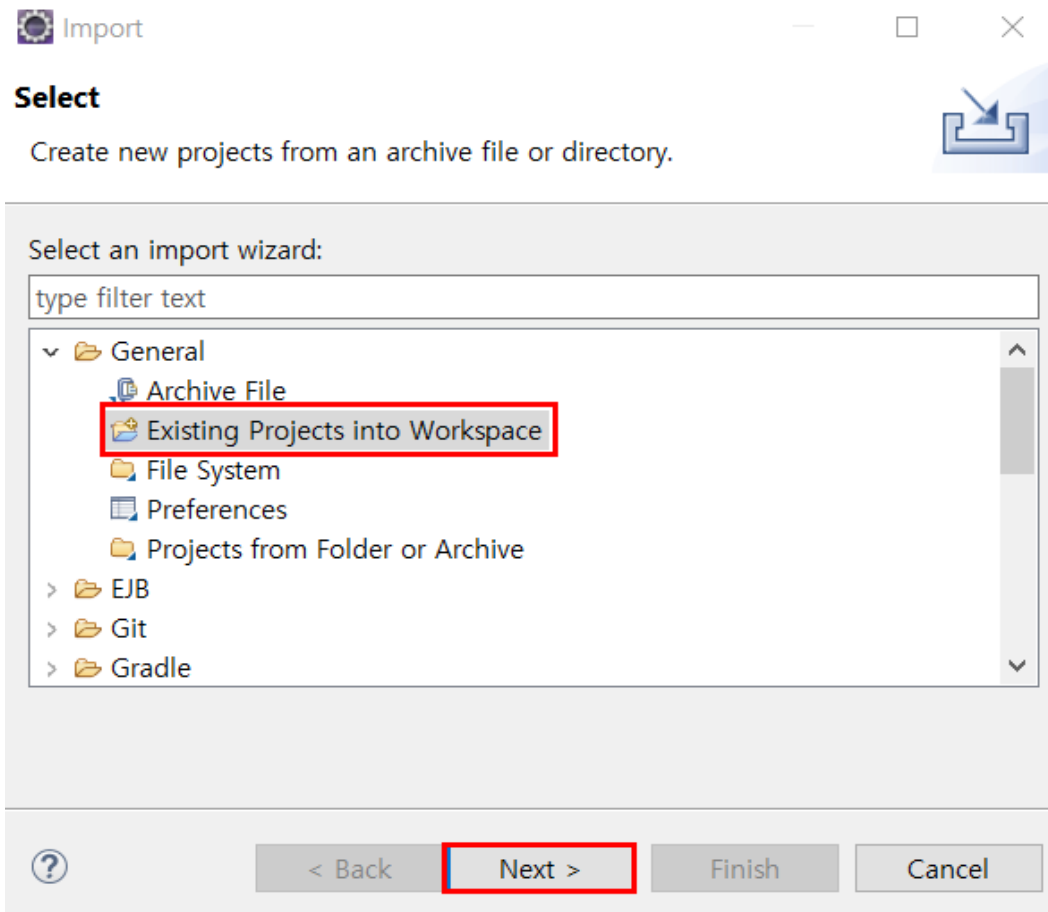 Import
Select
Create new projects from an archive file or directory.
Select an import wizard:
type filter text
General
Archive File
Existing Projects into Workspace
File System
Preferences
Projects from Folder or Archive
EJB
Git
Gradle
? < Back Next > Finish Cancel